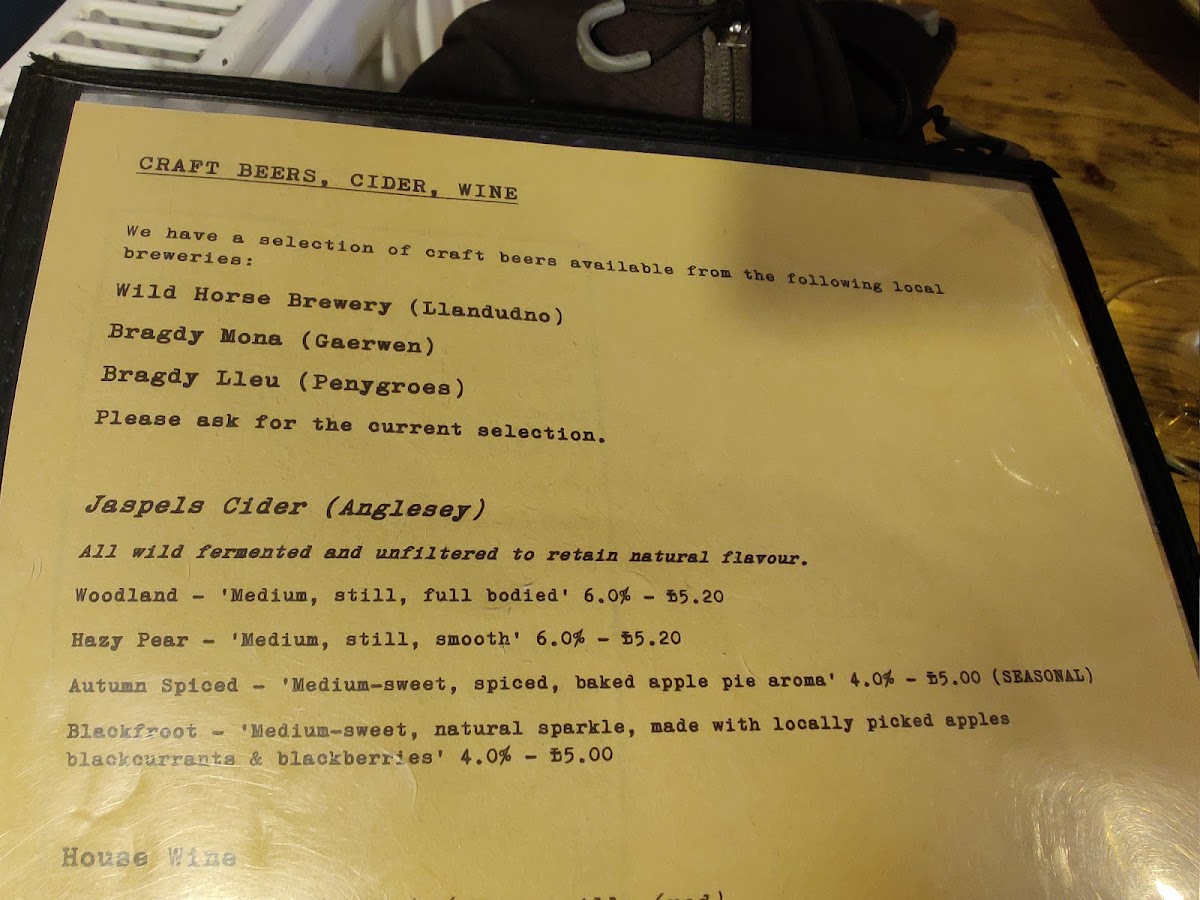 CRAFT BEERS, CIDER, WINE
We have a selection of craft beers available from the following local
breweries:
Wild Horse Brewery (Llandudno)
Bragdy Mona (Gaerwen)
Bragdy Lleu (Penygroes)
Please ask for the current selection.
Jaspels Cider (Anglesey)
All wild fermented and unfiltered to retain natural flavour.
Woodland - 'Medium, still, full bodied' 6.0% - £5.20
Hazy Pear - 'Medium, still, smooth' 6.0% - £5.20
Autumn Spiced - 'Medium-sweet, spiced, baked apple pie aroma' 4.0% - £5.00 (SEASONAL)
Blackfroot - 'Medium-sweet, natural sparkle, made with locally picked apples
blackcurrants & blackberries' 4.0% - £5.00
House Wine